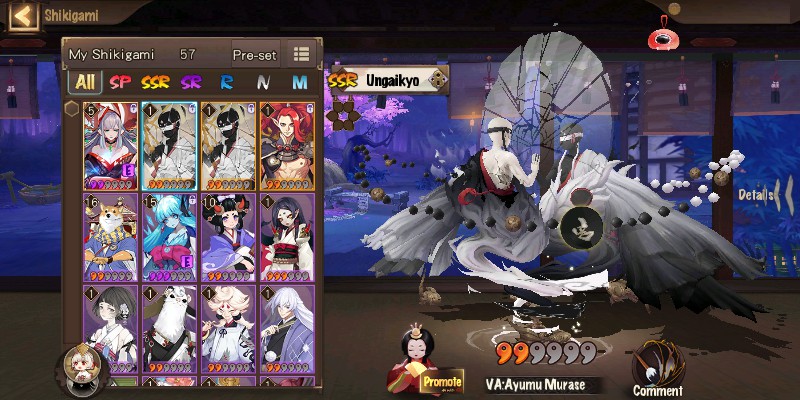 Shikigami
My Shikigami 57 Pre-set
All SP SSR SR R N M
SSR Ungaikyo
5 1 1 1
E
16 15 10 1
E
1 1 1 1
Details
Promote
VA:Ayumu Murase
Comment